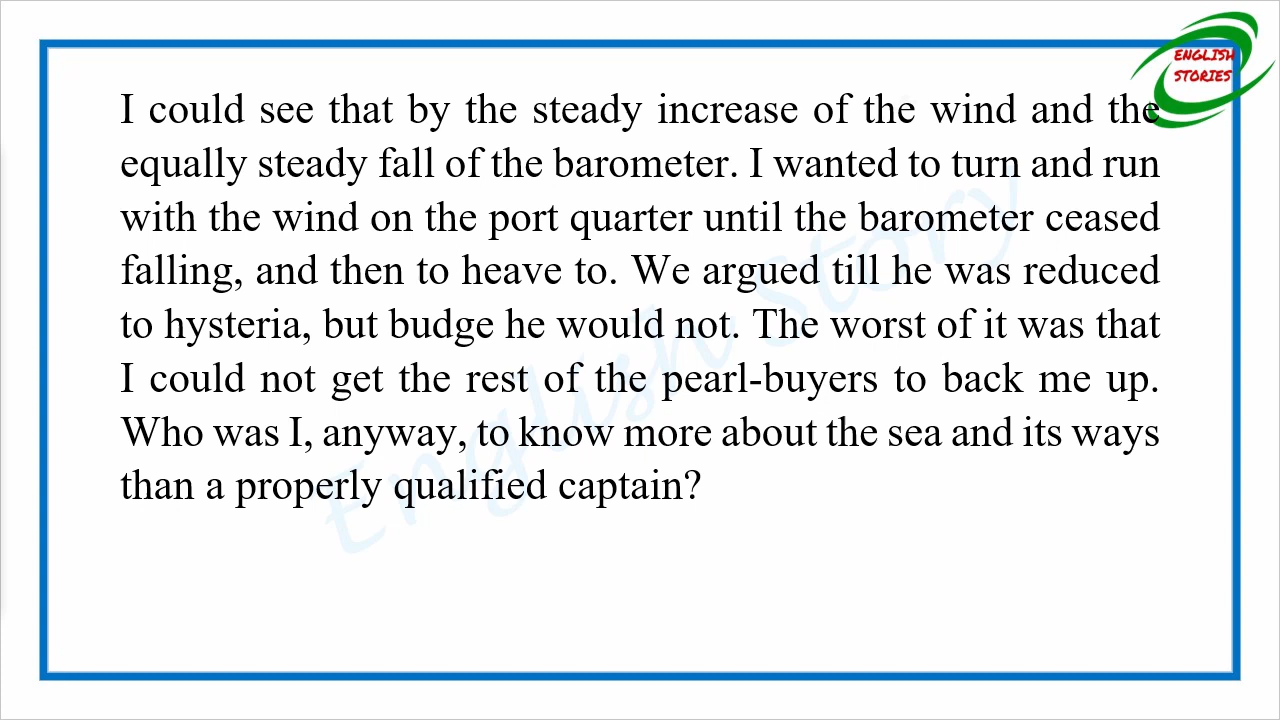 ENGLISH
STORIES
I could see that by the steady increase of the wind and the
equally steady fall of the barometer. I wanted to turn and run
with the wind on the port quarter until the barometer ceased
falling, and then to heave to. We argued till he was reduced
to hysteria, but budge he would not. The worst of it was that
I could not get the rest of the pearl-buyers to back me up.
Who was I, anyway, to know more about the sea and its ways
than a properly qualified captain?
English Story